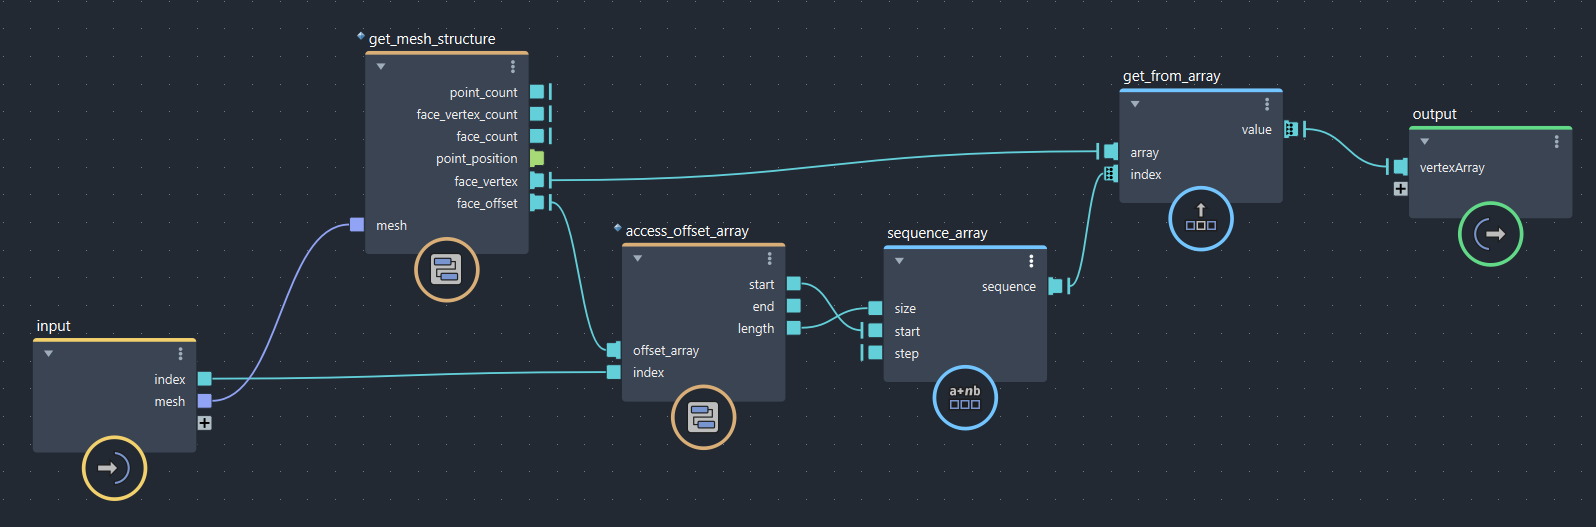 get_mesh_structure
point_count
face_vertex_count
face_count
point_position
face_vertex
face_offset
mesh
input
index
mesh
access_offset_array
start
end
length
offset_array
index
sequence_array
sequence
size
start
step
a+nb
get_from_array
value
array
index
output
vertexArray